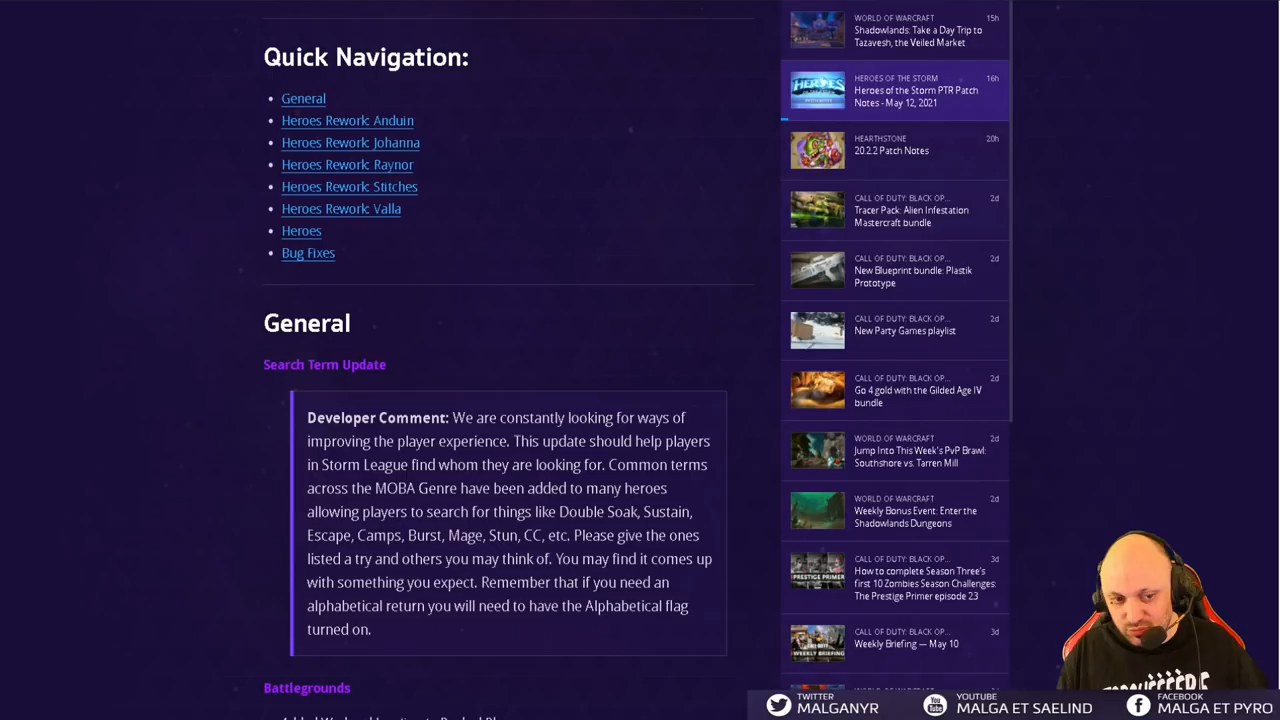 Quick Navigation:
General
Heroes Rework: Anduin
Heroes Rework: Johanna
Heroes Rework: Raynor
Heroes Rework: Stitches
Heroes Rework: Valla
Heroes
Bug Fixes
General
Search Term Update
Developer Comment: We are constantly looking for ways of
improving the player experience. This update should help players
in Storm League find whom they are looking for. Common terms
across the MOBA Genre have been added to many heroes
allowing players to search for things like Double Soak, Sustain,
Escape, Camps, Burst, Mage, Stun, CC, etc. Please give the ones
listed a try and others you may think of. You may find it comes up
with something you expect. Remember that if you need an
alphabetical return you will need to have the Alphabetical flag
turned on.
Battlegrounds
WORLD OF WARCRAFT 15h
Shadowlands: Take a Day Trip to
Tazavesh, the Veiled Market
HEROES OF THE STORM 16h
Heroes of the Storm PTR Patch
Notes - May 12, 2021
HEARTHSTONE 20h
20.2.2 Patch Notes
CALL OF DUTY: BLACK OP... 2d
Tracer Pack: Alien Infestation
Mastercraft bundle
CALL OF DUTY: BLACK OP... 2d
New Blueprint bundle: Plastik
Prototype
CALL OF DUTY: BLACK OP... 2d
New Party Games playlist
CALL OF DUTY: BLACK OP... 2d
Go 4 gold with the Gilded Age IV
bundle
WORLD OF WARCRAFT 2d
Jump Into This Week's PvP Brawl:
Southshore vs. Tarren Mill
WORLD OF WARCRAFT 2d
Weekly Bonus Event: Enter the
Shadowlands Dungeons
CALL OF DUTY: BLACK OP... 3d
How to complete Season Three's
first 10 Zombies Season Challenges:
The Prestige Primer episode 23
PRESTIGE PRIMER
CALL OF DUTY: BLACK OP... 3d
Weekly Briefing — May 10
WEEKLY BRIEFING
TWITTER
MALGANYR
YOUTUBE
MALGA ET SAELIND
FACEBOOK
MALGA ET PYRO